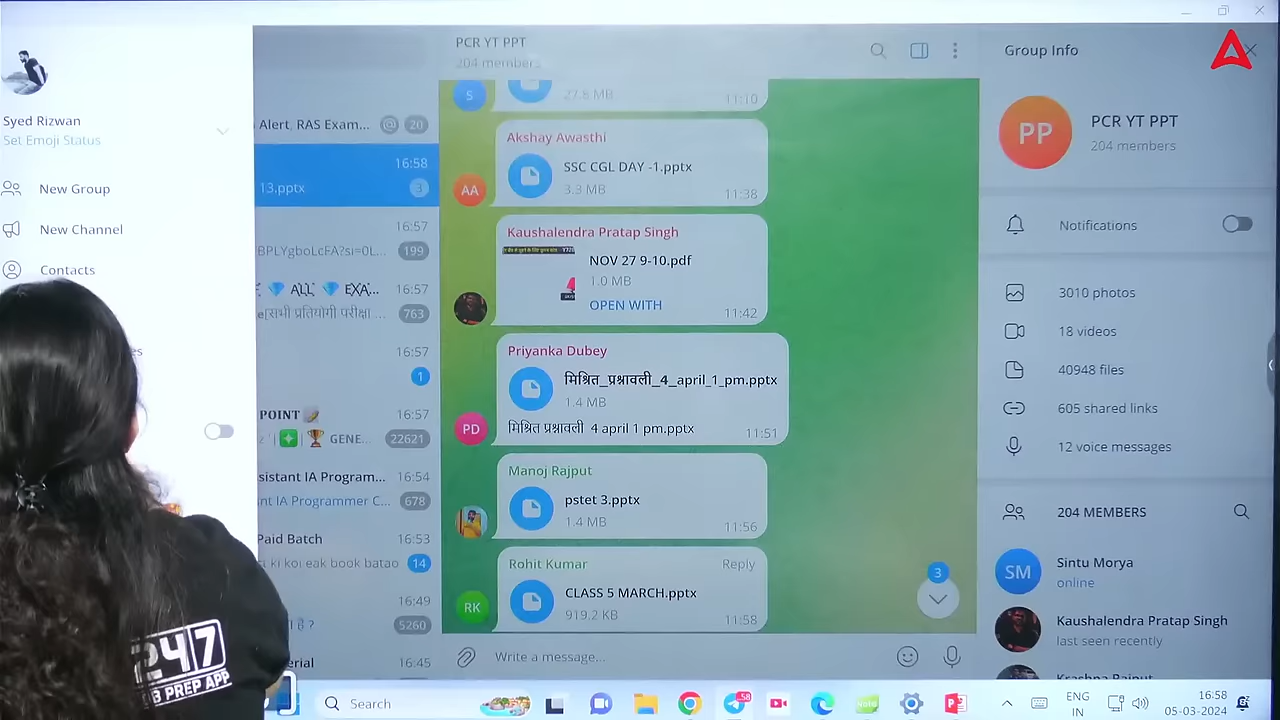 Syed Rizwan
Set Emoji Status
New Group
New Channel
Contacts
es
Alert, RAS Exam... @ 20
16:58
13.pptx 3
16:57
BPLYgboLcFA?si=0L... 199
💎 ALL 💎 EXA... 16:57
e[सभी प्रतियोगी परीक्षा ... 763
16:57
1
POINT 📝 16:57
🏆 GENE... 22621
sistant IA Program... 16:54
nt IA Programmer C... 678
Paid Batch 16:53
a ki koi eak book batao 14
16:49
5260
erial 16:45
PCR YT PPT
204 members
S
27.8 MB 11:10
Akshay Awasthi
SSC CGL DAY -1.pptx
3.3 MB
AA
11:38
Kaushalendra Pratap Singh
NOV 27 9-10.pdf
1.0 MB
OPEN WITH
11:42
Priyanka Dubey
मिश्रित_प्रश्नावली_4_april_1_pm.pptx
1.4 MB
PD
मिश्रित प्रश्नावली 4 april 1 pm.pptx 11:51
Manoj Rajput
pstet 3.pptx
1.4 MB 11:56
Rohit Kumar Reply
CLASS 5 MARCH.pptx
RK
919.2 KB 11:58
3
Write a message...
Group Info
PP
PCR YT PPT
204 members
Notifications
3010 photos
18 videos
40948 files
605 shared links
12 voice messages
204 MEMBERS
SM
Sintu Morya
online
Kaushalendra Pratap Singh
last seen recently
Krashna Rajput
247
B PREP APP
Search
58
ENG
IN
16:58
05-03-2024